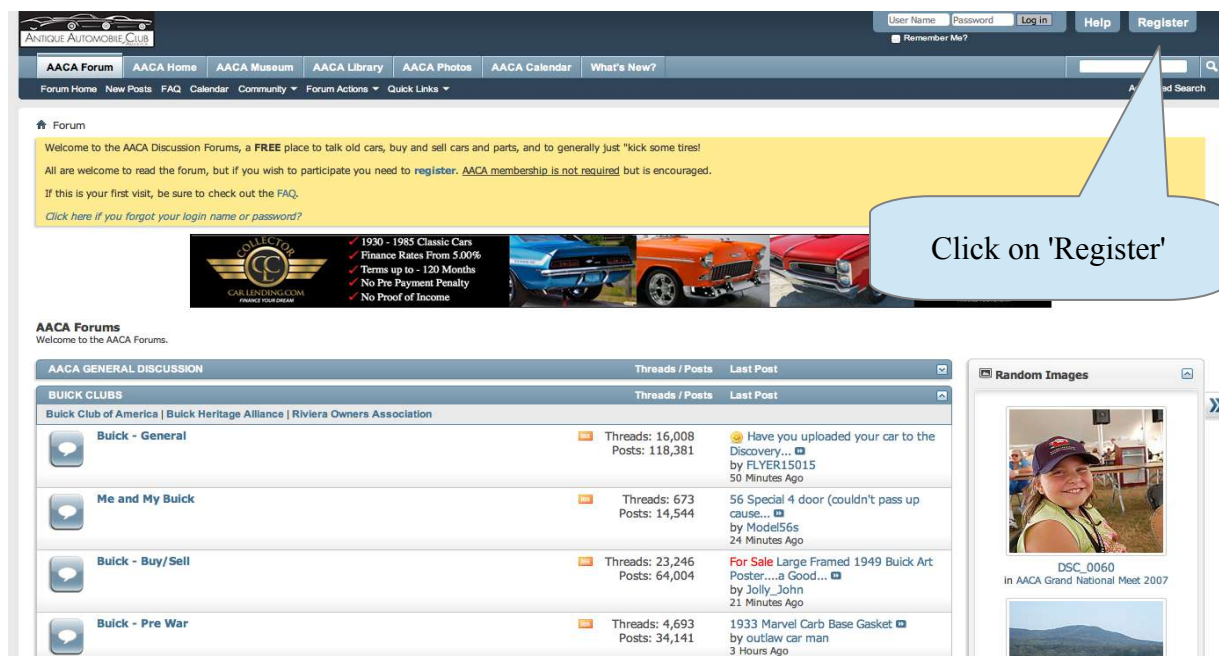 ANTIQUE AUTOMOBILE CLUB
User Name Password Log in Help Register
Remember Me?
AACA Forum AACA Home AACA Museum AACA Library AACA Photos AACA Calendar What's New?
Forum Home New Posts FAQ Calendar Community Forum Actions Quick Links
Search
Forum
Welcome to the AACA Discussion Forums, a FREE place to talk old cars, buy and sell cars and parts, and to generally just "kick some tires!
All are welcome to read the forum, but if you wish to participate you need to register. AACA membership is not required but is encouraged.
If this is your first visit, be sure to check out the FAQ.
Click here if you forgot your login name or password?
Click on 'Register'
COLLECTOR
CC
CAR LENDING.COM
FINANCE YOUR DREAM
✓ 1930 - 1985 Classic Cars
✓ Finance Rates From 5.00%
✓ Terms up to - 120 Months
✓ No Pre Payment Penalty
✓ No Proof of Income
AACA Forums
Welcome to the AACA Forums.
AACA GENERAL DISCUSSION Threads / Posts Last Post
BUICK CLUBS Threads / Posts Last Post
Buick Club of America | Buick Heritage Alliance | Riviera Owners Association
Buick - General Threads: 16,008 Have you uploaded your car to the
Posts: 118,381 Discovery...
by FLYER15015
50 Minutes Ago
Me and My Buick Threads: 673 56 Special 4 door (couldn't pass up
Posts: 14,544 cause...
by Model56s
24 Minutes Ago
Buick - Buy/Sell Threads: 23,246 For Sale Large Framed 1949 Buick Art
Posts: 64,004 Poster....a Good...
by Jolly_John
21 Minutes Ago
Buick - Pre War Threads: 4,693 1933 Marvel Carb Base Gasket
Posts: 34,141 by outlaw car man
3 Hours Ago
Random Images
DSC_0060
in AACA Grand National Meet 2007